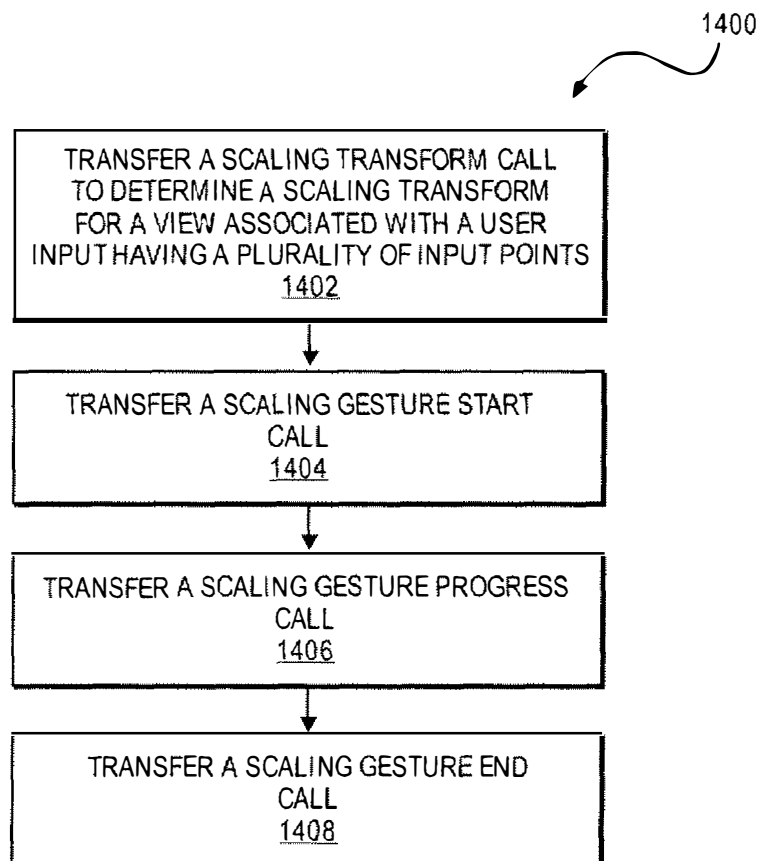 1400
TRANSFER A SCALING TRANSFORM CALL
TO DETERMINE A SCALING TRANSFORM
FOR A VIEW ASSOCIATED WITH A USER
INPUT HAVING A PLURALITY OF INPUT POINTS
1402
TRANSFER A SCALING GESTURE START
CALL
1404
TRANSFER A SCALING GESTURE PROGRESS
CALL
1406
TRANSFER A SCALING GESTURE END
CALL
1408